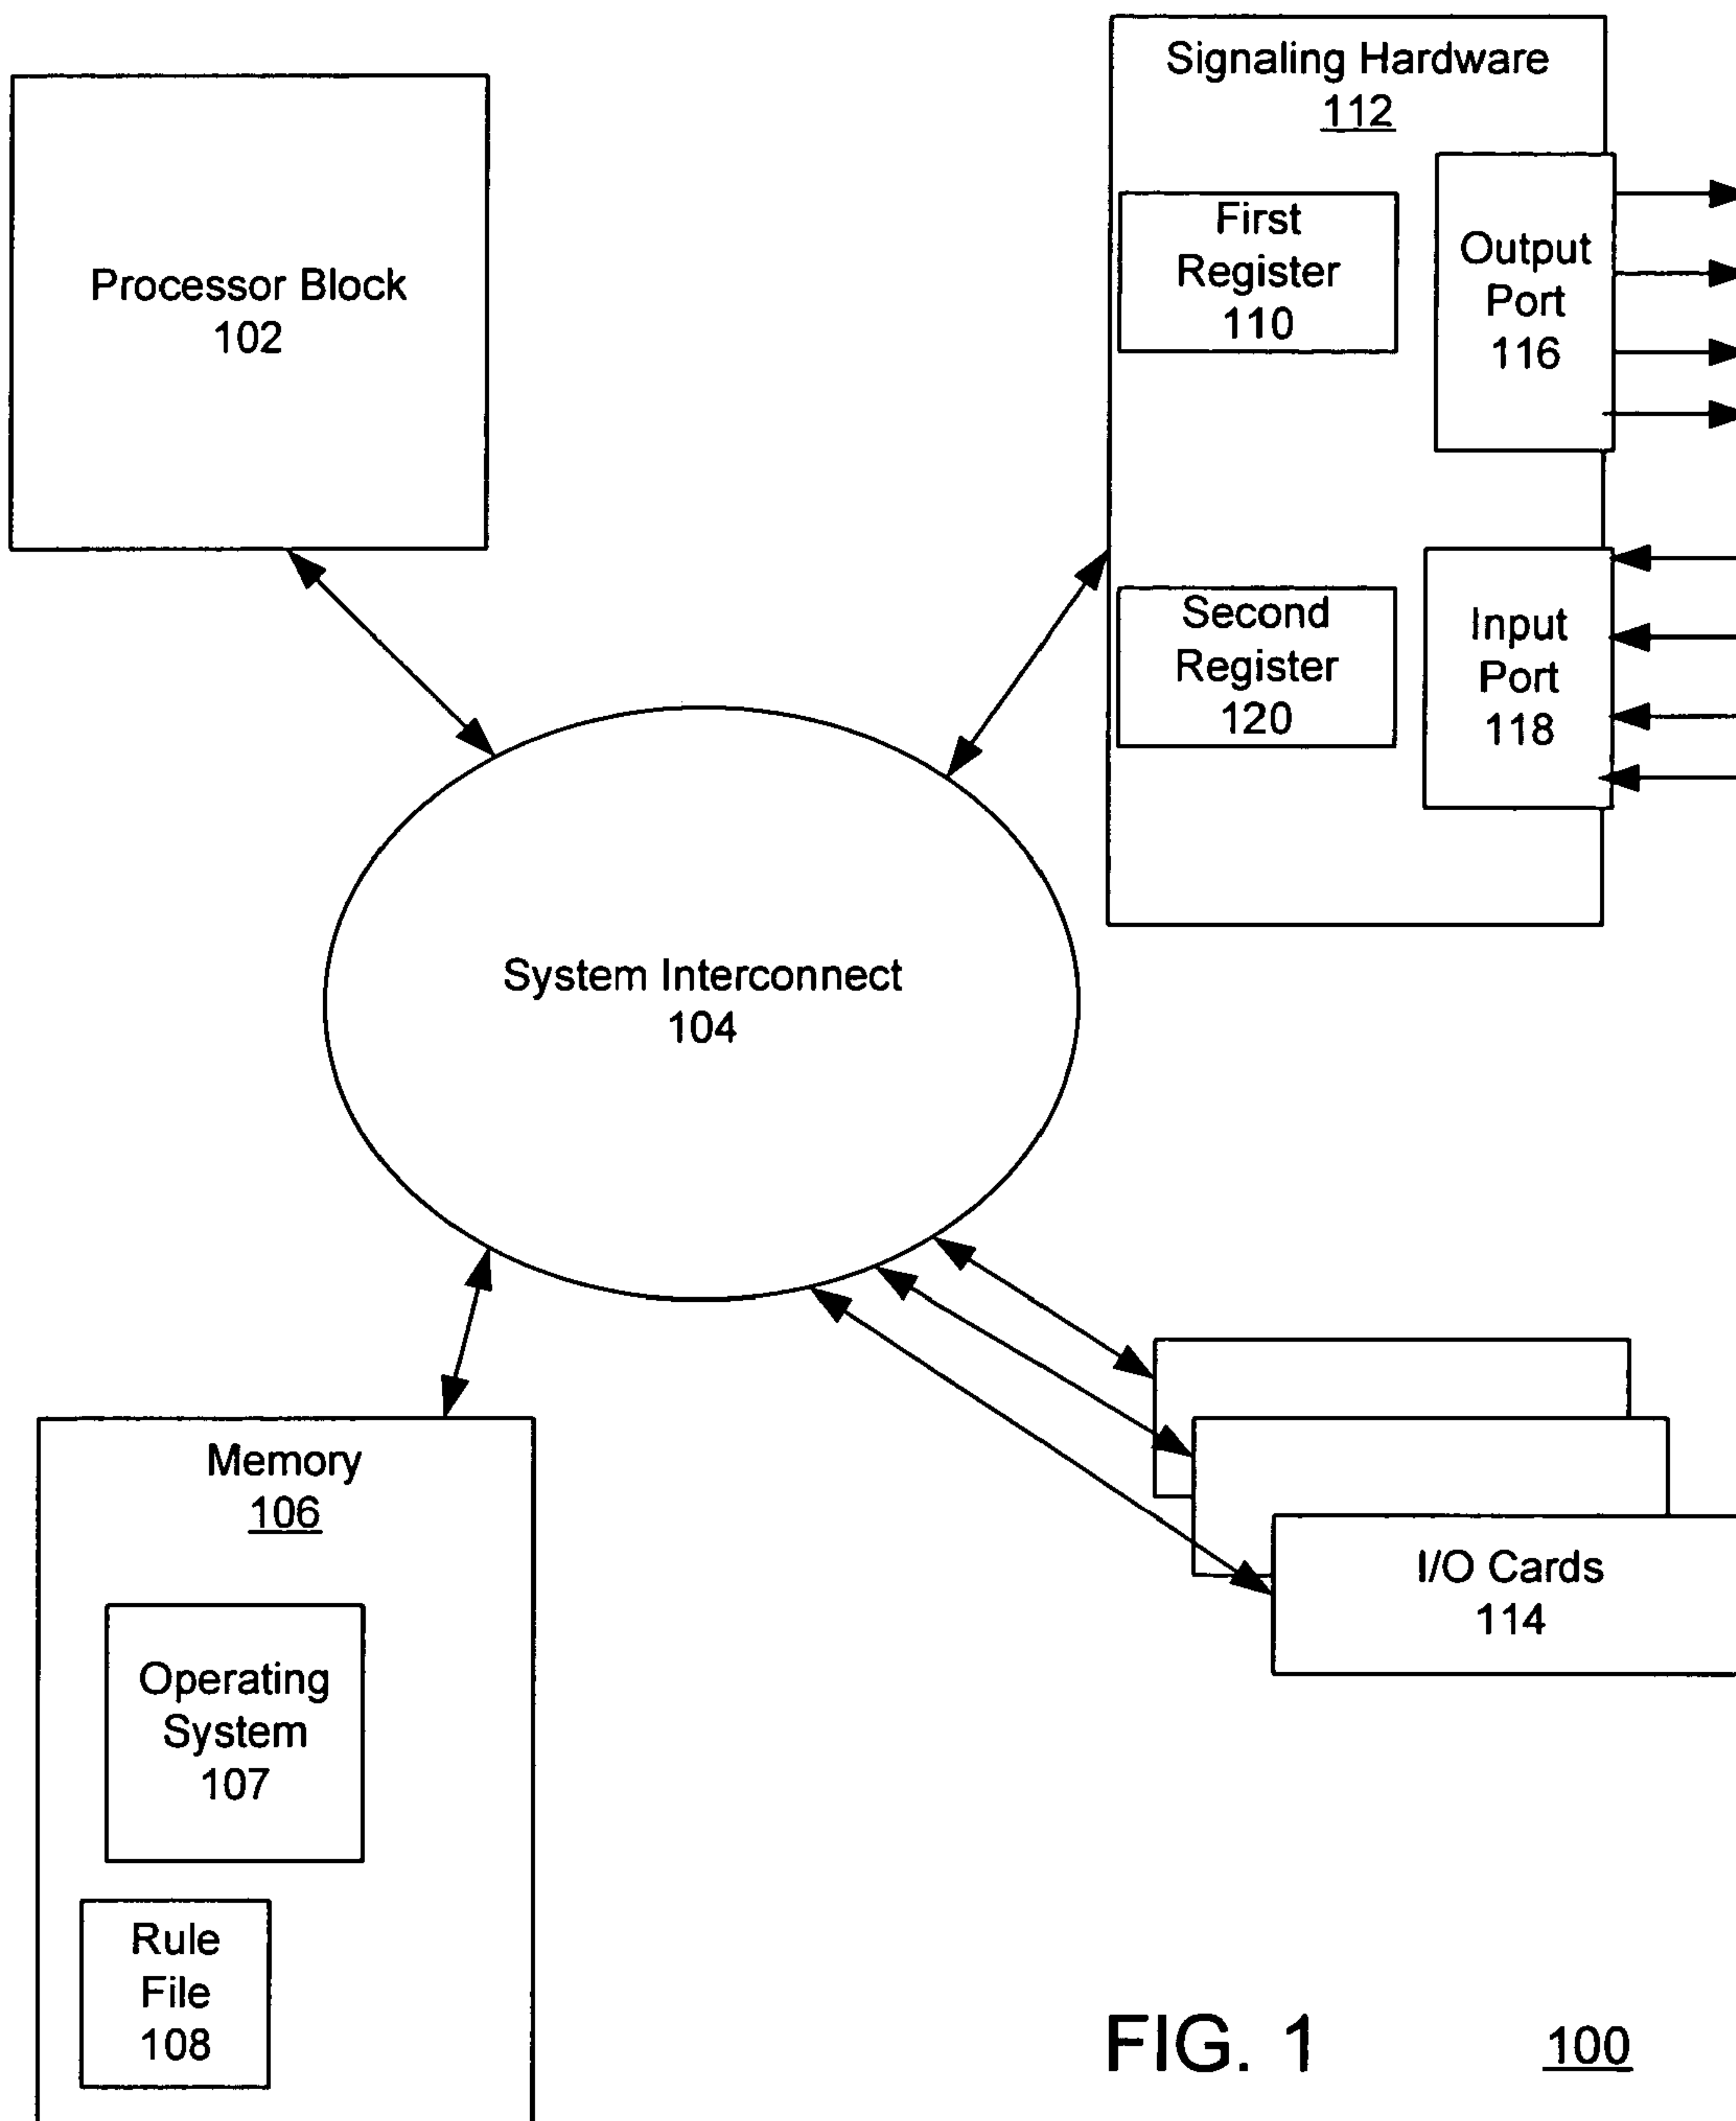 Processor Block
102
Signaling Hardware
112
First
Register
110
Output
Port
116
Second
Register
120
Input
Port
118
System Interconnect
104
Memory
106
Operating
System
107
Rule
File
108
I/O Cards
114
FIG. 1
100